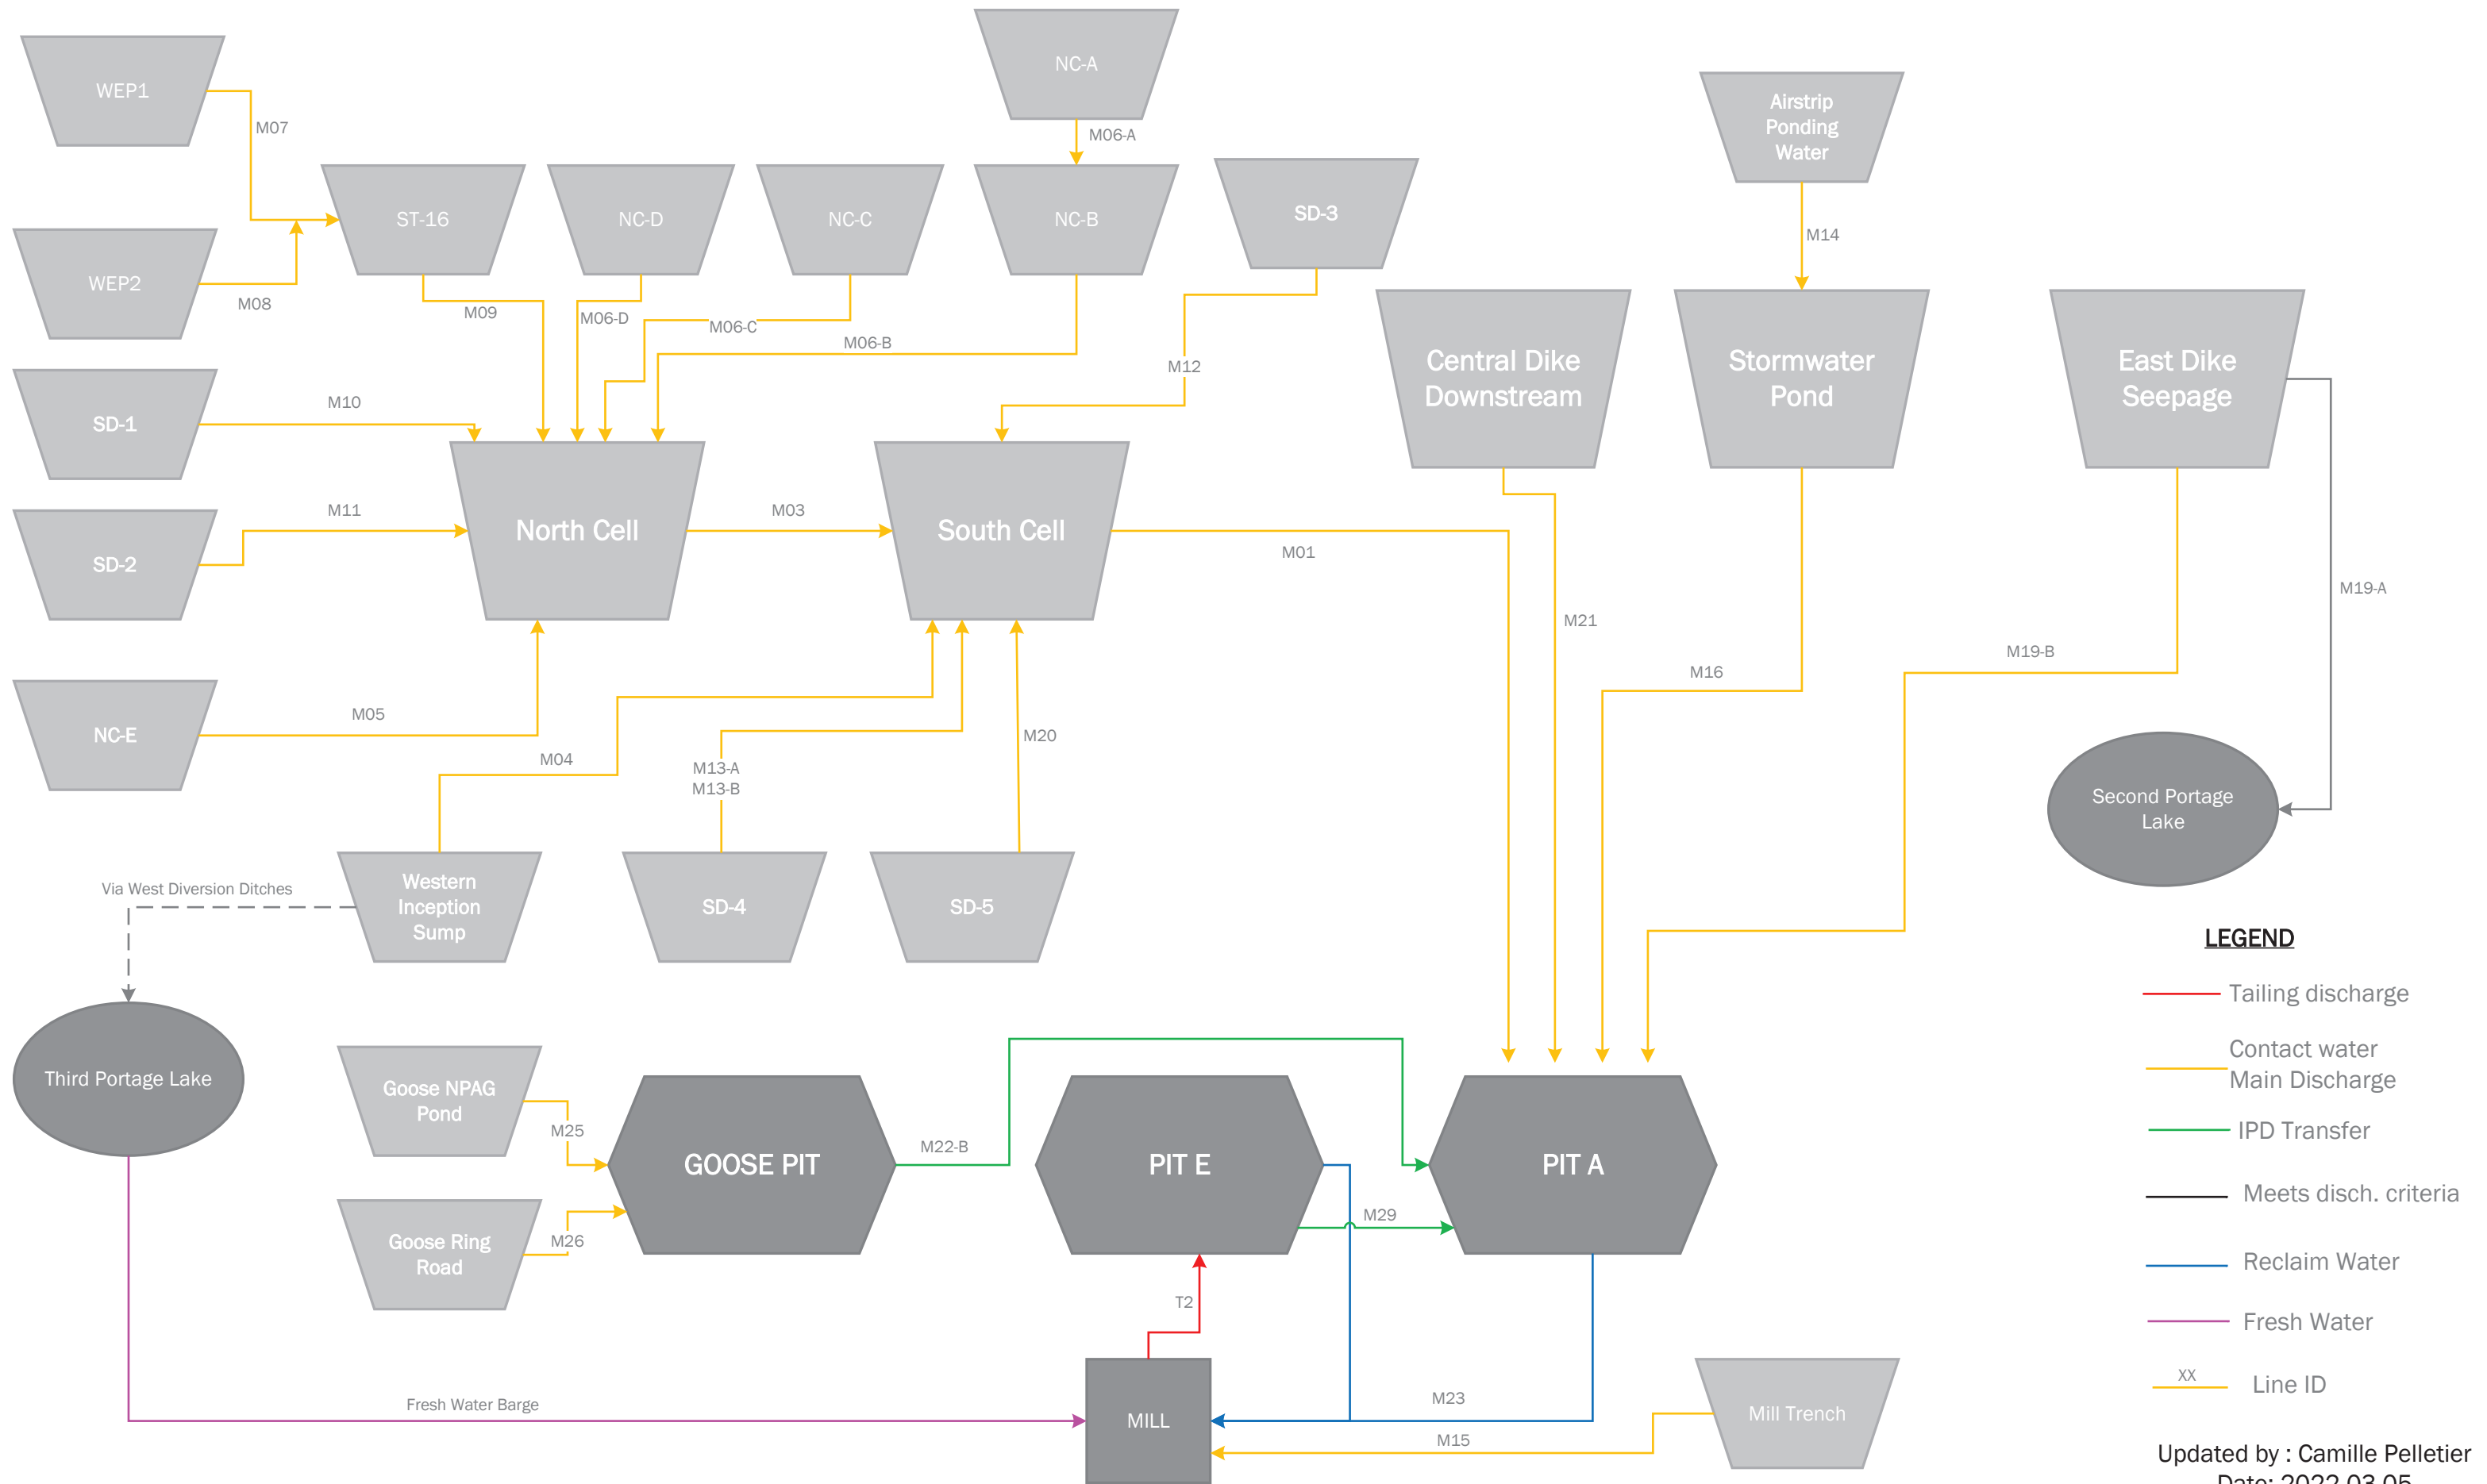 NC-A
WEP1
Airstrip
Ponding
Water
M07
M06-A
ST-16
NC-D
NC-C
NC-B
SD-3
M14
WEP2
M08
M09
M06-D
M06-C
M06-B
M12
Central Dike
Downstream
Stormwater
Pond
East Dike
Seepage
SD-1
M10
SD-2
M11
North Cell
M03
South Cell
M01
M19-A
M21
M19-B
M16
NC-E
M05
M04
M13-A
M13-B
M20
Second Portage
Lake
Via West Diversion Ditches
Western
Inception
Sump
SD-4
SD-5
LEGEND
Tailing discharge
Contact water
Main Discharge
IPD Transfer
Meets disch. criteria
Reclaim Water
Fresh Water
XX
Line ID
Third Portage Lake
Goose NPAG
Pond
M25
GOOSE PIT
M22-B
PIT E
PIT A
M29
Goose Ring
Road
M26
T2
Fresh Water Barge
MILL
M23
M15
Mill Trench
Updated by : Camille Pelletier
Date: 2022-03-05